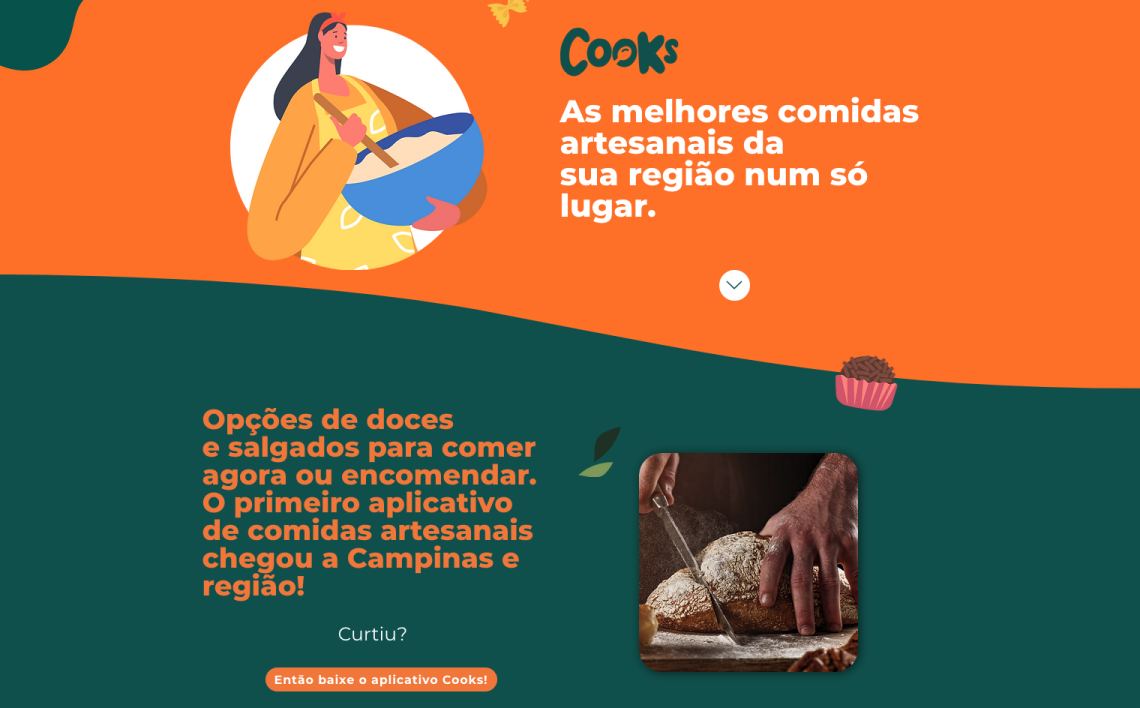 Cooks
As melhores comidas
artesanais da
sua região num só
lugar.
Opções de doces
e salgados para comer
agora ou encomendar.
O primeiro aplicativo
de comidas artesanais
chegou a Campinas e
região!
Curtiu?
Então baixe o aplicativo Cooks!